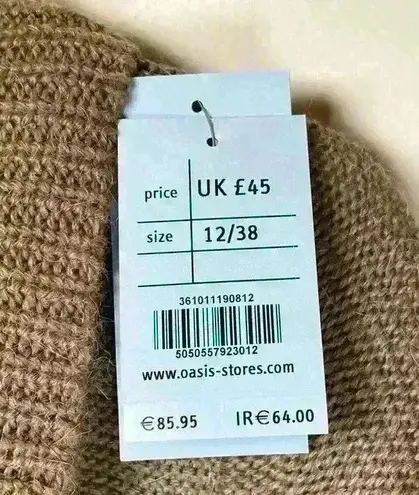 price UK £45
size 12/38
361011190812
5050557923012
www.oasis-stores.com
€85.95 IR€64.00